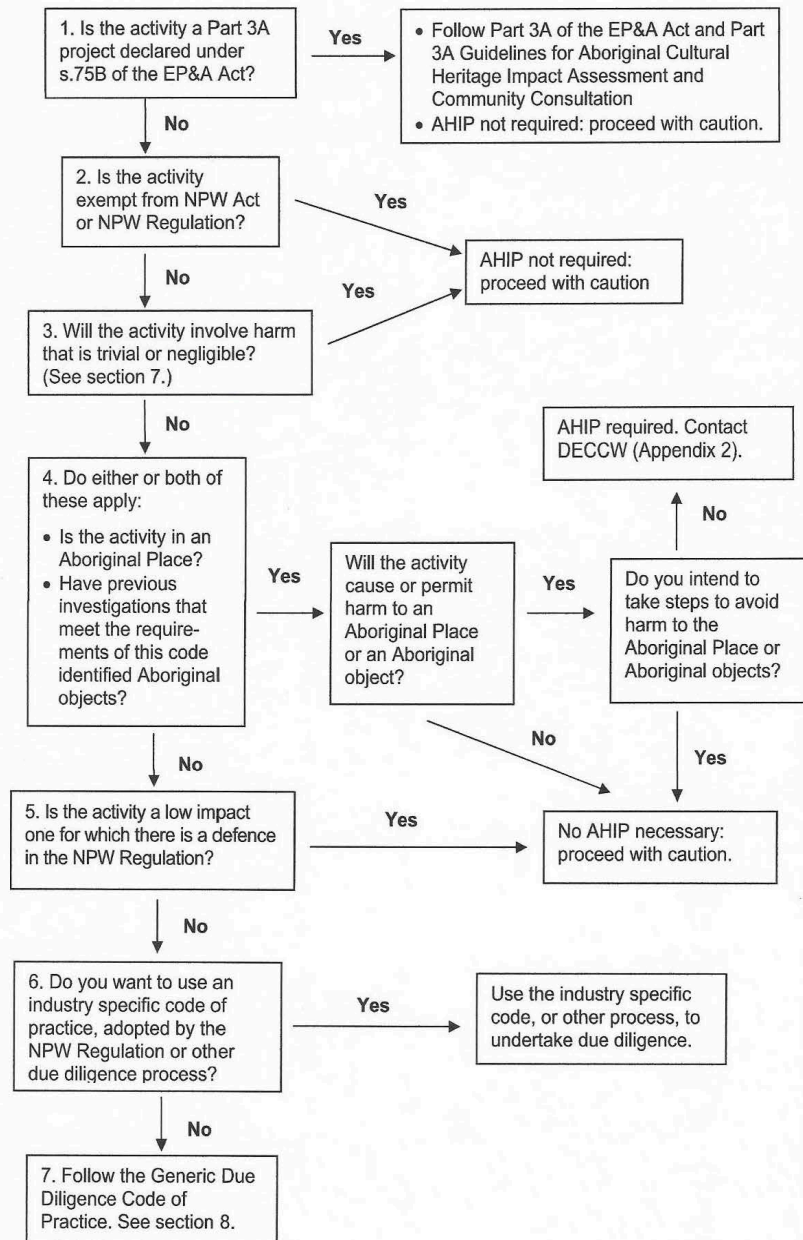 1. Is the activity a Part 3A
project declared under
s.75B of the EP&A Act?
Yes
• Follow Part 3A of the EP&A Act and Part
3A Guidelines for Aboriginal Cultural
Heritage Impact Assessment and
Community Consultation
• AHIP not required: proceed with caution.
No
2. Is the activity
exempt from NPW Act
or NPW Regulation?
Yes
AHIP not required:
proceed with caution
No
Yes
3. Will the activity involve harm
that is trivial or negligible?
(See section 7.)
No
AHIP required. Contact
DECCW (Appendix 2).
No
4. Do either or both of
these apply:
• Is the activity in an
Aboriginal Place?
• Have previous
investigations that
meet the require-
ments of this code
identified Aboriginal
objects?
Yes
Will the activity
cause or permit
harm to an
Aboriginal Place
or an Aboriginal
object?
Yes
Do you intend to
take steps to avoid
harm to the
Aboriginal Place or
Aboriginal objects?
No
No
Yes
5. Is the activity a low impact
one for which there is a defence
in the NPW Regulation?
Yes
No AHIP necessary:
proceed with caution.
No
6. Do you want to use an
industry specific code of
practice, adopted by the
NPW Regulation or other
due diligence process?
Yes
Use the industry specific
code, or other process, to
undertake due diligence.
No
7. Follow the Generic Due
Diligence Code of
Practice. See section 8.